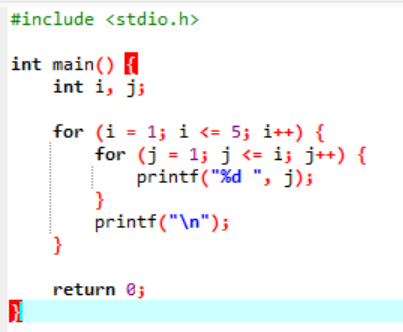 #include <stdio.h>

int main() {
    int i, j;

    for (i = 1; i <= 5; i++) {
        for (j = 1; j <= i; j++) {
            printf("%d ", j);
        }
        printf("\n");
    }

    return 0;
}